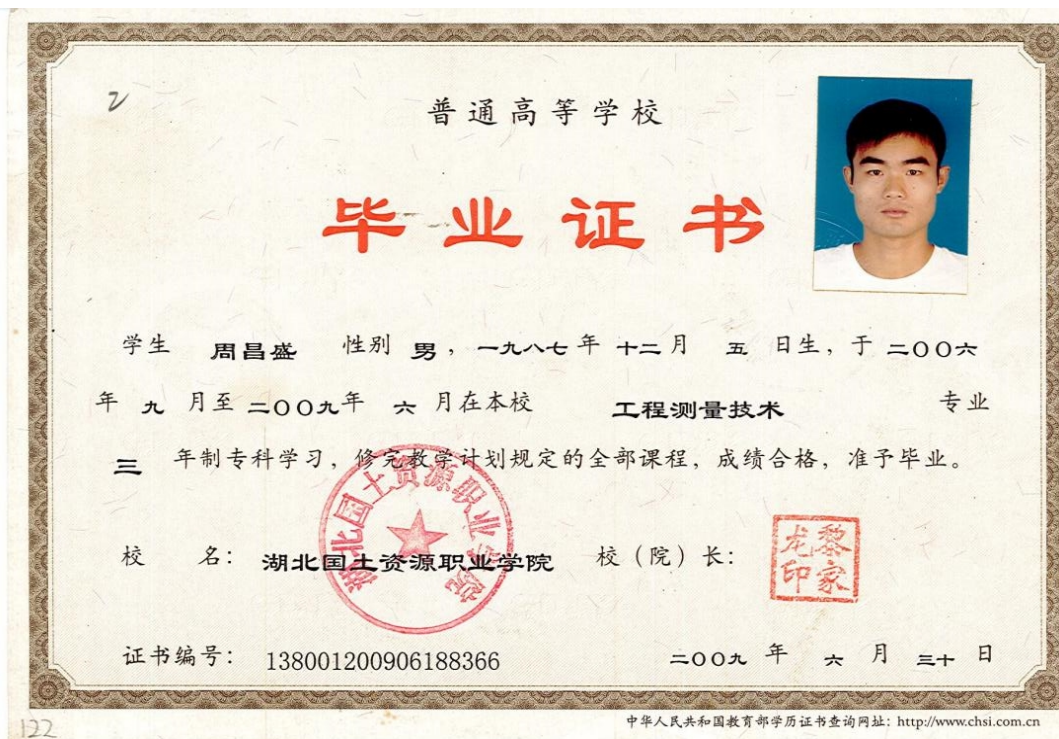 2
普通高等学校
毕业证书
学生 周昌盛 性别 男，一九八七年 十二月 五 日生，于 二〇〇六
年 九 月至 二〇〇九年 六 月在本校 工程测量技术 专业
三 年制专科学习，修完教学计划规定的全部课程，成绩合格，准予毕业。
湖北国土资源职业学院
校 名：湖北国土资源职业学院 校（院）长：
黎家龙印
证书编号：138001200906188366 二〇〇九 年 六 月 三十 日
中华人民共和国教育部学历证书查询网址：http://www.chsi.com.cn
122